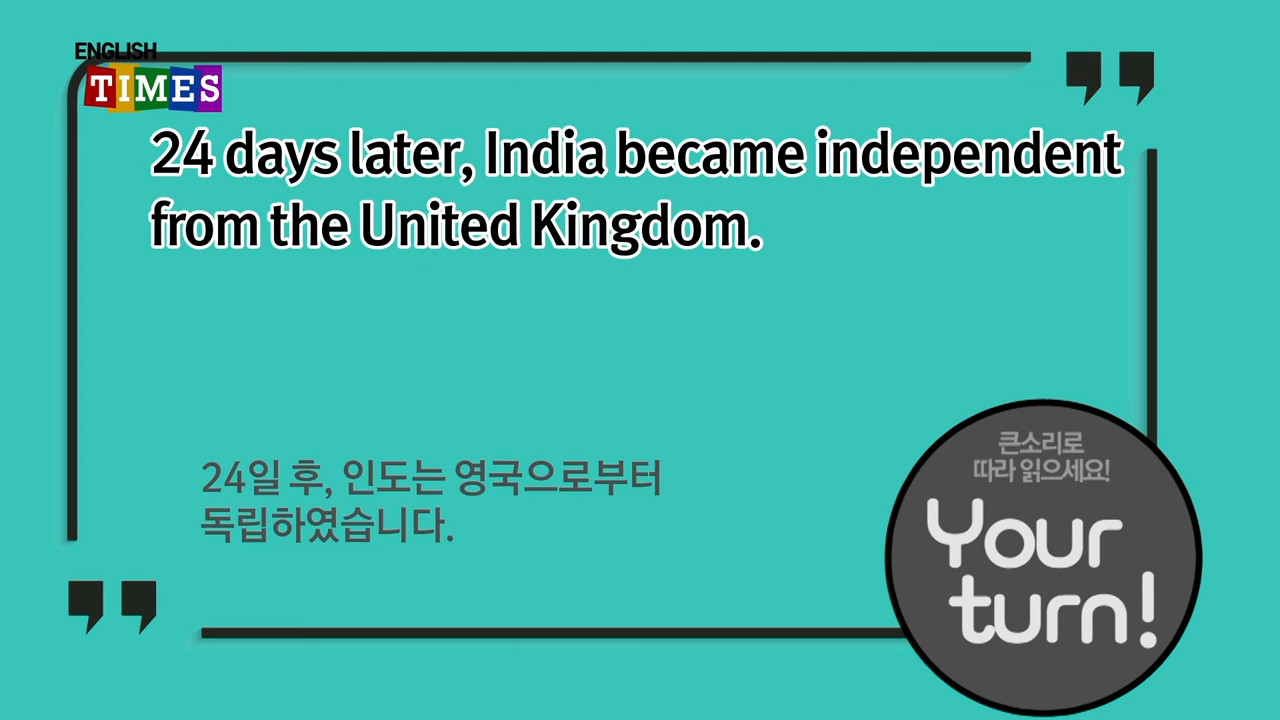 ENGLISH
TIMES
24 days later, India became independent
from the United Kingdom.
24일 후, 인도는 영국으로부터
독립하였습니다.
큰소리로
따라 읽으세요!
Your
turn!